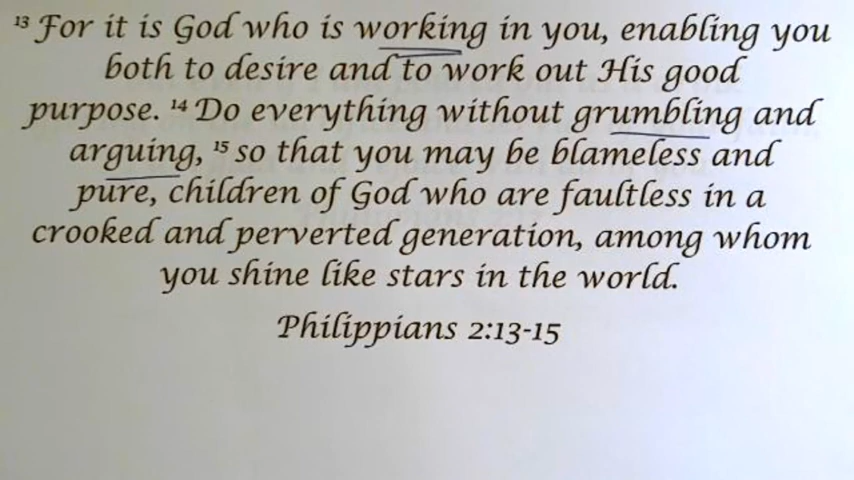 ¹³ For it is God who is working in you, enabling you
both to desire and to work out His good
purpose. ¹⁴ Do everything without grumbling and
arguing, ¹⁵ so that you may be blameless and
pure, children of God who are faultless in a
crooked and perverted generation, among whom
you shine like stars in the world.
Philippians 2:13-15